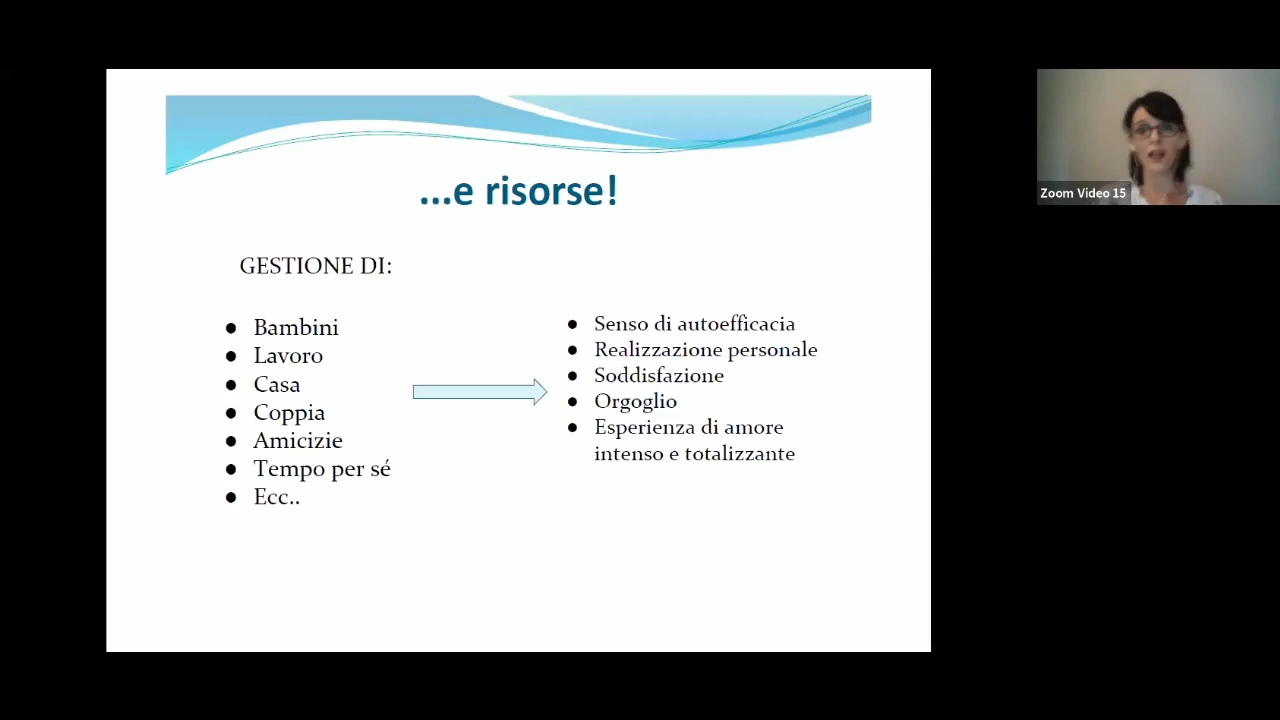 ...e risorse!
GESTIONE DI:
● Bambini
● Lavoro
● Casa
● Coppia
● Amicizie
● Tempo per sé
● Ecc..
● Senso di autoefficacia
● Realizzazione personale
● Soddisfazione
● Orgoglio
● Esperienza di amore
intenso e totalizzante
Zoom Video 15